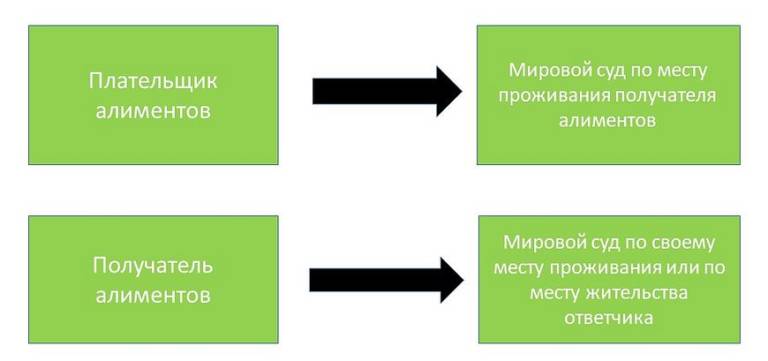 Плательщик
алиментов
Мировой суд по месту
проживания получателя
алиментов
Получатель
алиментов
Мировой суд по своему
месту проживания или по
месту жительства
ответчика